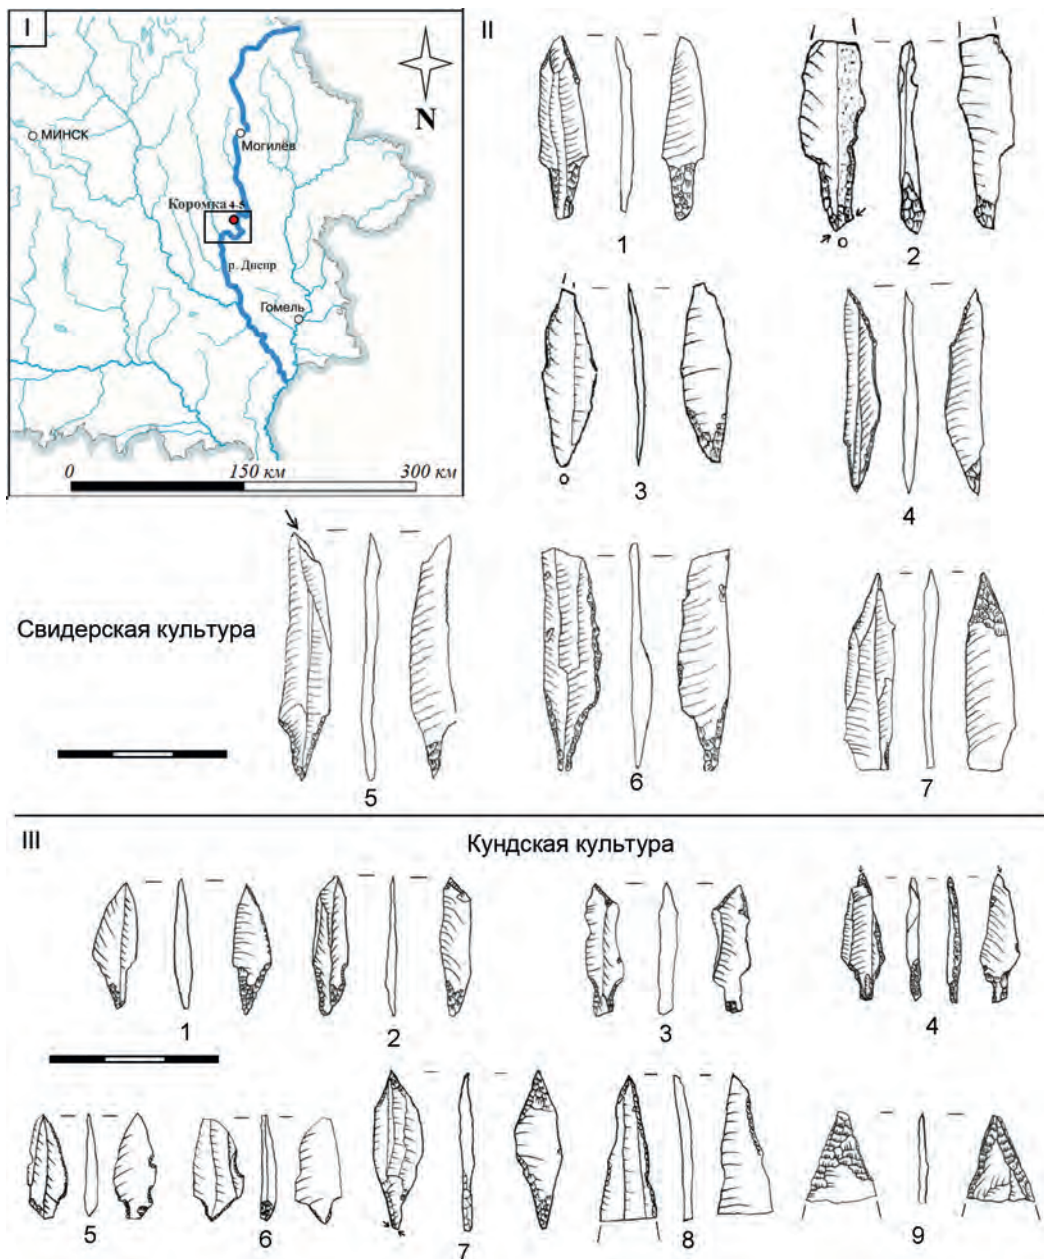 I
N
МИНСК
Могилёв
Коромка 4-5
р. Днепр
Гомель
0 150 км 300 км
II
1
2
3
4
Свидерская культура
5
6
7
III
Кундская культура
1
2
3
4
5
6
7
8
9